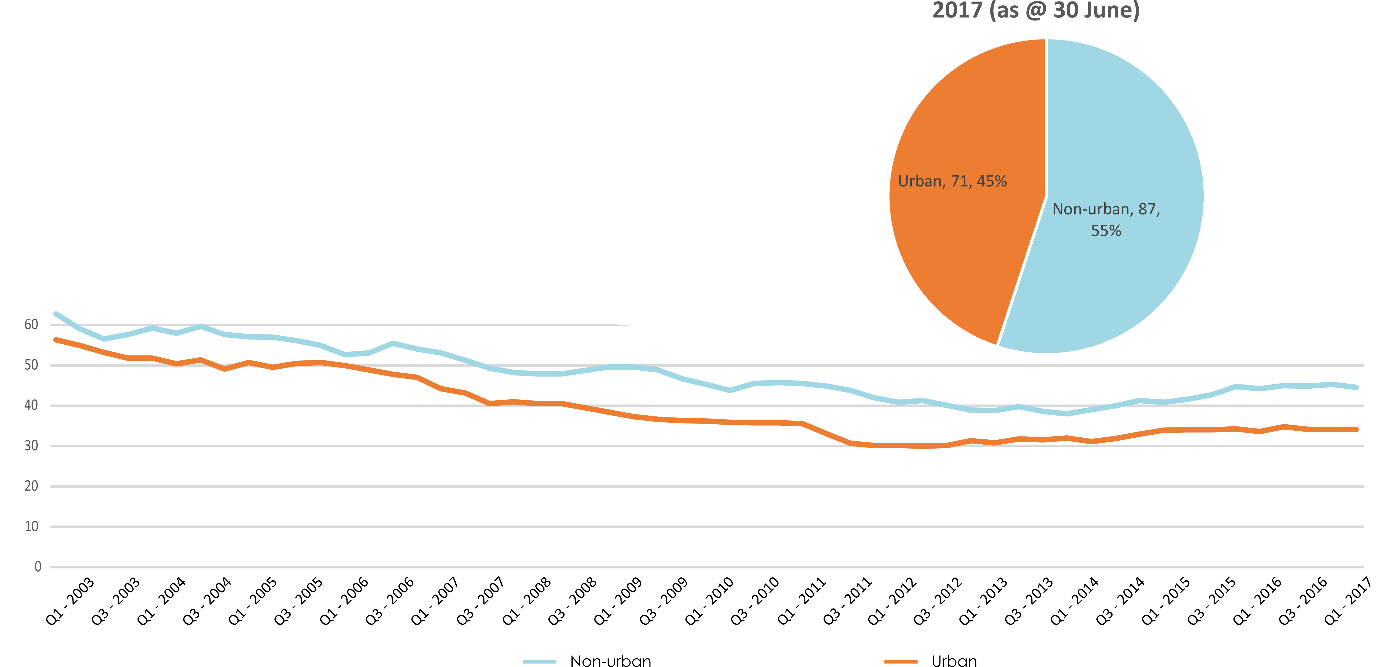 2017 (as @ 30 June)
Urban, 71, 45%
Non-urban, 87,
55%
60
50
40
30
20
10
0
Q1 - 2003
Q3 - 2003
Q1 - 2004
Q3 - 2004
Q1 - 2005
Q3 - 2005
Q1 - 2006
Q3 - 2006
Q1 - 2007
Q3 - 2007
Q1 - 2008
Q3 - 2008
Q1 - 2009
Q3 - 2009
Q1 - 2010
Q3 - 2010
Q1 - 2011
Q3 - 2011
Q1 - 2012
Q3 - 2012
Q1 - 2013
Q3 - 2013
Q1 - 2014
Q3 - 2014
Q1 - 2015
Q3 - 2015
Q1 - 2016
Q3 - 2016
Q1 - 2017
Non-urban
Urban